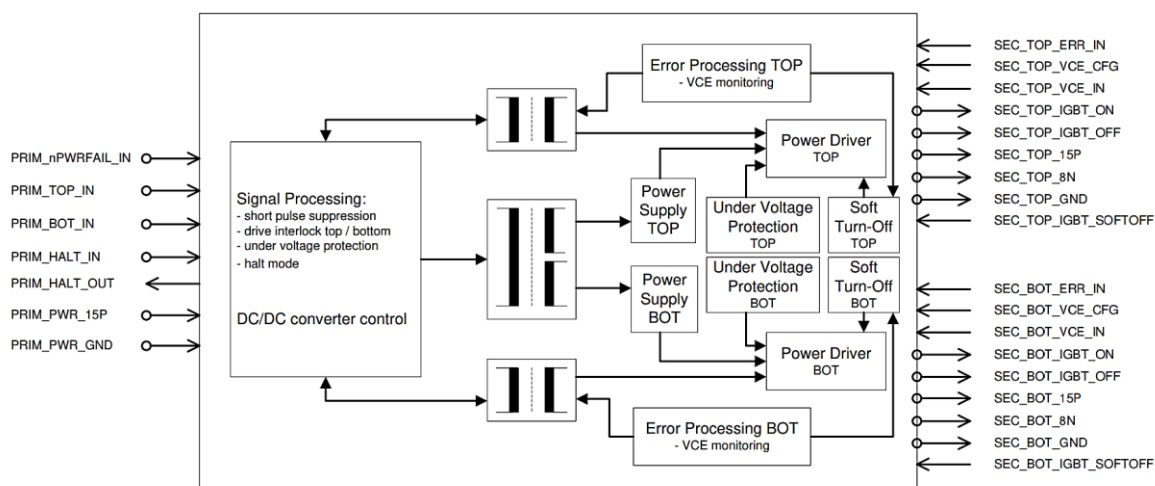 PRIM_nPWRFAIL_IN
PRIM_TOP_IN
PRIM_BOT_IN
PRIM_HALT_IN
PRIM_HALT_OUT
PRIM_PWR_15P
PRIM_PWR_GND
Signal Processing:
- short pulse suppression
- drive interlock top / bottom
- under voltage protection
- halt mode
DC/DC converter control
Error Processing TOP
- VCE monitoring
Power Driver
TOP
Power
Supply
TOP
Under Voltage
Protection
TOP
Soft
Turn-Off
TOP
Power
Supply
BOT
Under Voltage
Protection
BOT
Soft
Turn-Off
BOT
Power Driver
BOT
Error Processing BOT
- VCE monitoring
SEC_TOP_ERR_IN
SEC_TOP_VCE_CFG
SEC_TOP_VCE_IN
SEC_TOP_IGBT_ON
SEC_TOP_IGBT_OFF
SEC_TOP_15P
SEC_TOP_8N
SEC_TOP_GND
SEC_TOP_IGBT_SOFTOFF
SEC_BOT_ERR_IN
SEC_BOT_VCE_CFG
SEC_BOT_VCE_IN
SEC_BOT_IGBT_ON
SEC_BOT_IGBT_OFF
SEC_BOT_15P
SEC_BOT_8N
SEC_BOT_GND
SEC_BOT_IGBT_SOFTOFF